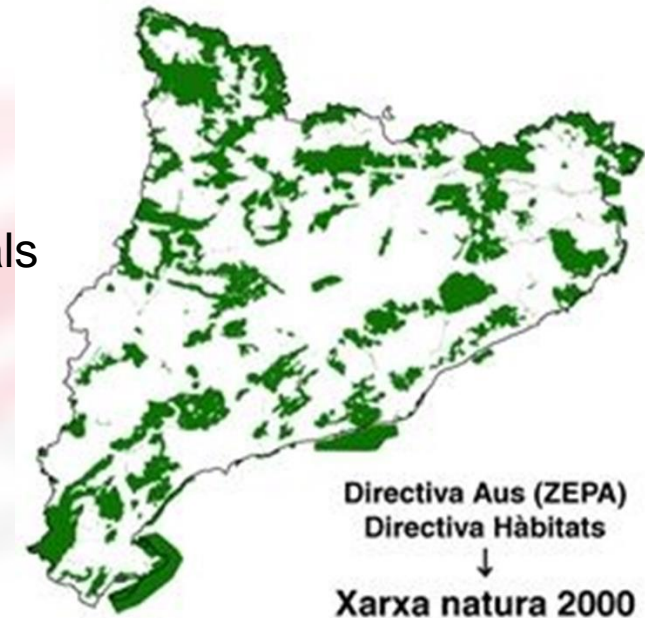 Directiva Aus (ZEPA)
Directiva Hàbitats
↓
Xarxa natura 2000